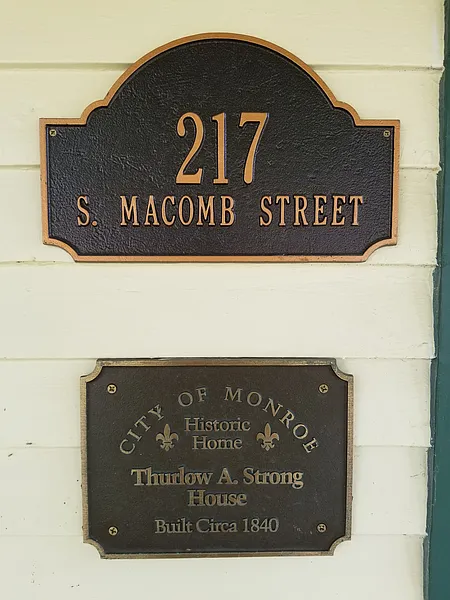 217
S. MACOMB STREET
CITY OF MONROE
Historic
Home
Thurlow A. Strong
House
Built Circa 1840